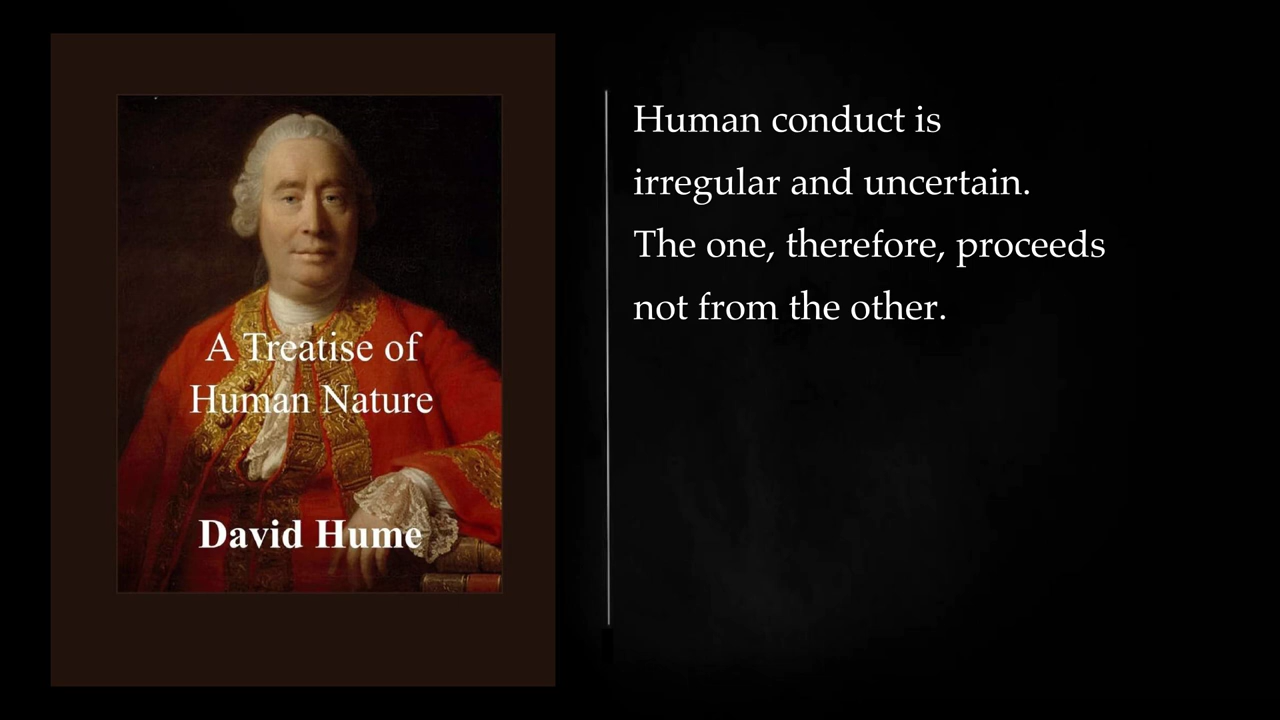 A Treatise of
Human Nature
David Hume
Human conduct is
irregular and uncertain.
The one, therefore, proceeds
not from the other.